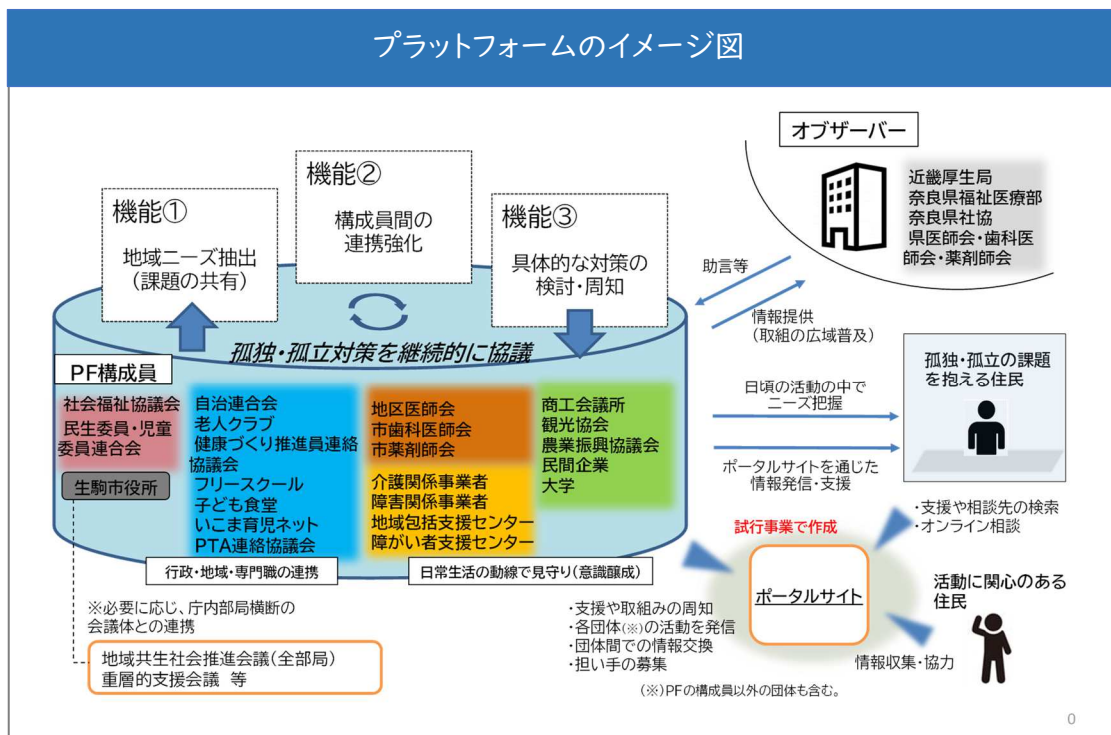 プラットフォームのイメージ図
オブザーバー
近畿厚生局
奈良県福祉医療部
奈良県社協
県医師会・歯科医
師会・薬剤師会
機能①
地域ニーズ抽出
(課題の共有)
機能②
構成員間の
連携強化
機能③
具体的な対策の
検討・周知
助言等
情報提供
(取組の広域普及)
孤独・孤立対策を継続的に協議
PF構成員
社会福祉協議会
民生委員・児童
委員連合会
生駒市役所
自治連合会
老人クラブ
健康づくり推進員連絡
協議会
フリースクール
子ども食堂
いこま育児ネット
PTA連絡協議会
地区医師会
市歯科医師会
市薬剤師会
介護関係事業者
障害関係事業者
地域包括支援センター
障がい者支援センター
商工会議所
観光協会
農業振興協議会
民間企業
大学
行政・地域・専門職の連携
日常生活の動線で見守り(意識醸成)
日頃の活動の中で
ニーズ把握
ポータルサイトを通じた
情報発信・支援
孤独・孤立の課題
を抱える住民
・支援や相談先の検索
・オンライン相談
試行事業で作成
ポータルサイト
活動に関心のある
住民
情報収集・協力
※必要に応じ、庁内部局横断の
会議体との連携
地域共生社会推進会議(全部局)
重層的支援会議 等
・支援や取組みの周知
・各団体(※)の活動を発信
・団体間での情報交換
・担い手の募集
(※)PFの構成員以外の団体も含む。
0